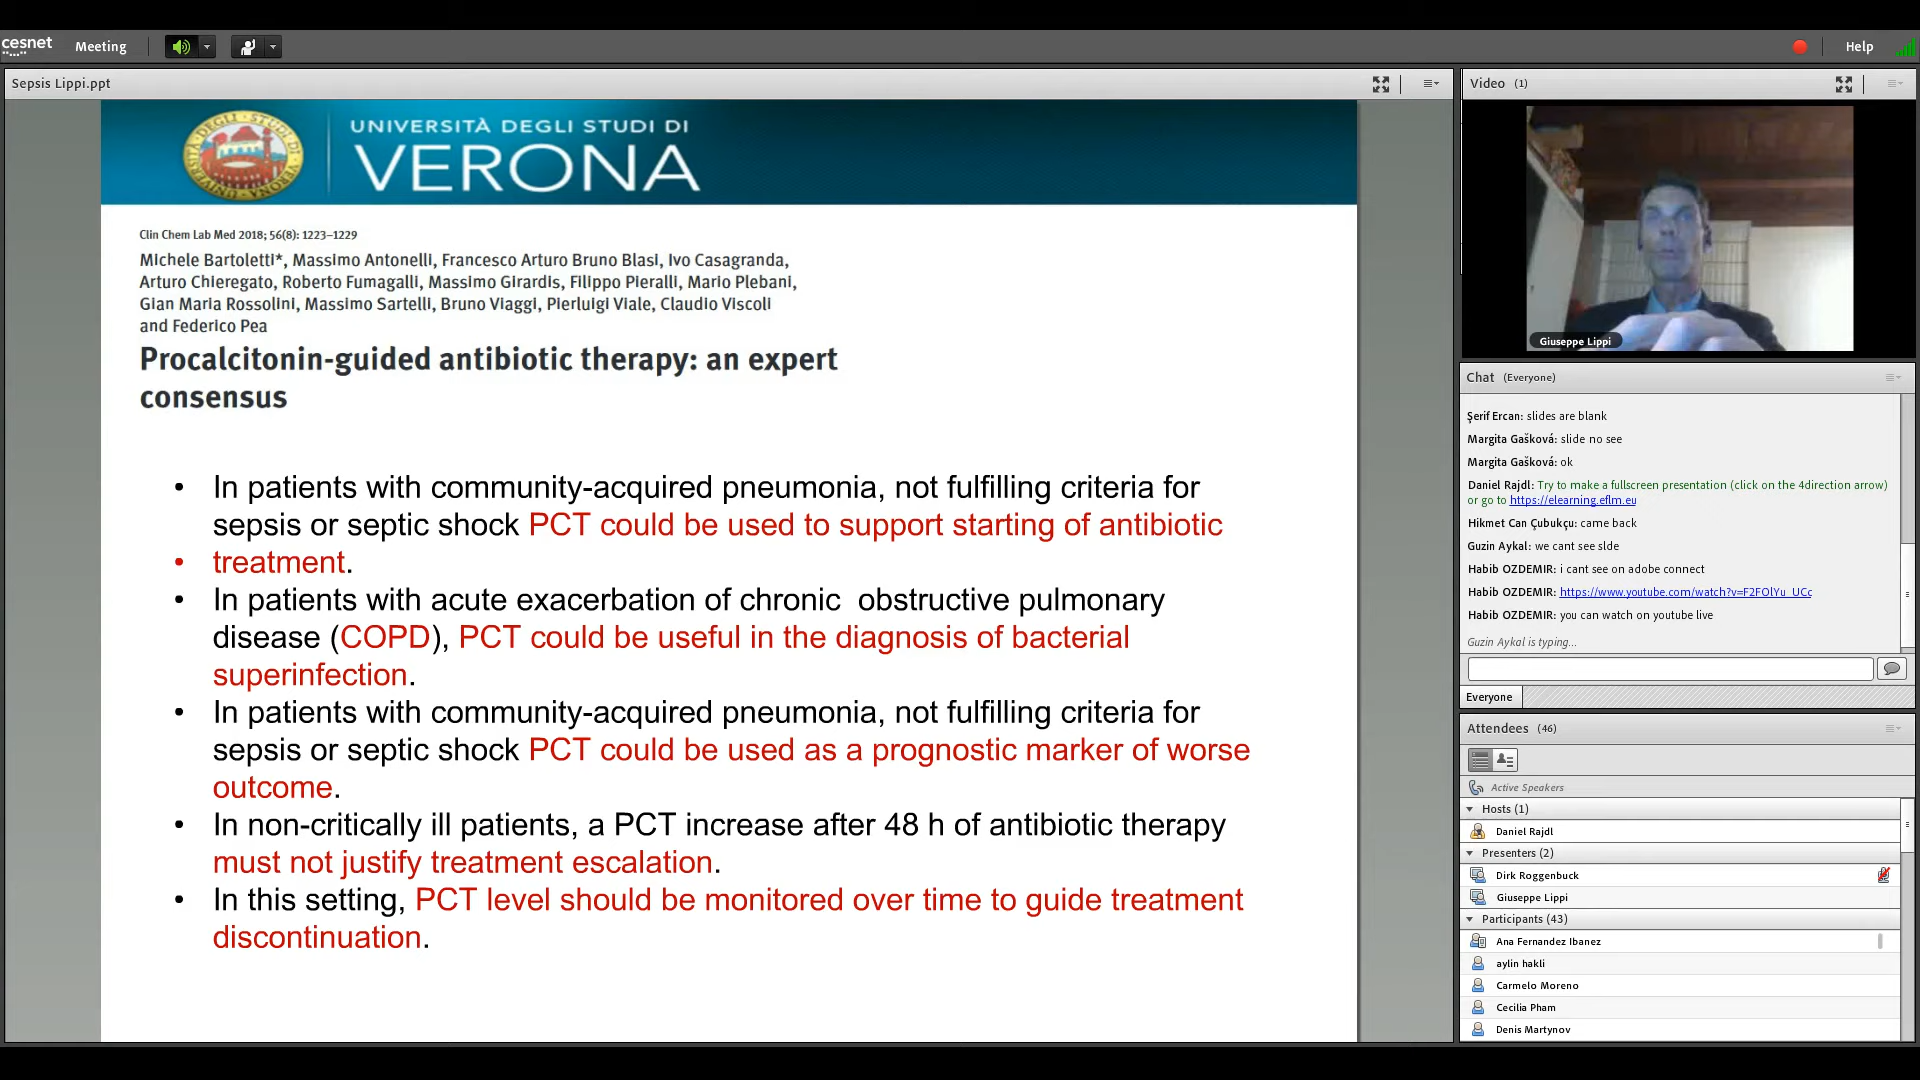 cesnet
Meeting
Help
Sepsis Lippi.ppt
UNIVERSITÀ DEGLI STUDI DI
VERONA
Clin Chem Lab Med 2018; 56(8): 1223–1229
Michele Bartoletti*, Massimo Antonelli, Francesco Arturo Bruno Blasi, Ivo Casagranda,
Arturo Chieregato, Roberto Fumagalli, Massimo Girardis, Filippo Pieralli, Mario Plebani,
Gian Maria Rossolini, Massimo Sartelli, Bruno Viaggi, Pierluigi Viale, Claudio Viscoli
and Federico Pea
Procalcitonin-guided antibiotic therapy: an expert
consensus
• In patients with community-acquired pneumonia, not fulfilling criteria for
sepsis or septic shock PCT could be used to support starting of antibiotic
• treatment.
• In patients with acute exacerbation of chronic  obstructive pulmonary
disease (COPD), PCT could be useful in the diagnosis of bacterial
superinfection.
• In patients with community-acquired pneumonia, not fulfilling criteria for
sepsis or septic shock PCT could be used as a prognostic marker of worse
outcome.
• In non-critically ill patients, a PCT increase after 48 h of antibiotic therapy
must not justify treatment escalation.
• In this setting, PCT level should be monitored over time to guide treatment
discontinuation.
Video (1)
Giuseppe Lippi
Chat (Everyone)
Şerif Ercan: slides are blank
Margita Gašková: slide no see
Margita Gašková: ok
Daniel Rajdl: Try to make a fullscreen presentation (click on the 4direction arrow)
or go to https://elearning.eflm.eu
Hikmet Can Çubukçu: came back
Guzin Aykal: we cant see slde
Habib OZDEMIR: i cant see on adobe connect
Habib OZDEMIR: https://www.youtube.com/watch?v=F2FOlYu_UCc
Habib OZDEMIR: you can watch on youtube live
Guzin Aykal is typing...
Everyone
Attendees (46)
Active Speakers
Hosts (1)
Daniel Rajdl
Presenters (2)
Dirk Roggenbuck
Giuseppe Lippi
Participants (43)
Ana Fernandez Ibanez
aylin hakli
Carmelo Moreno
Cecilia Pham
Denis Martynov